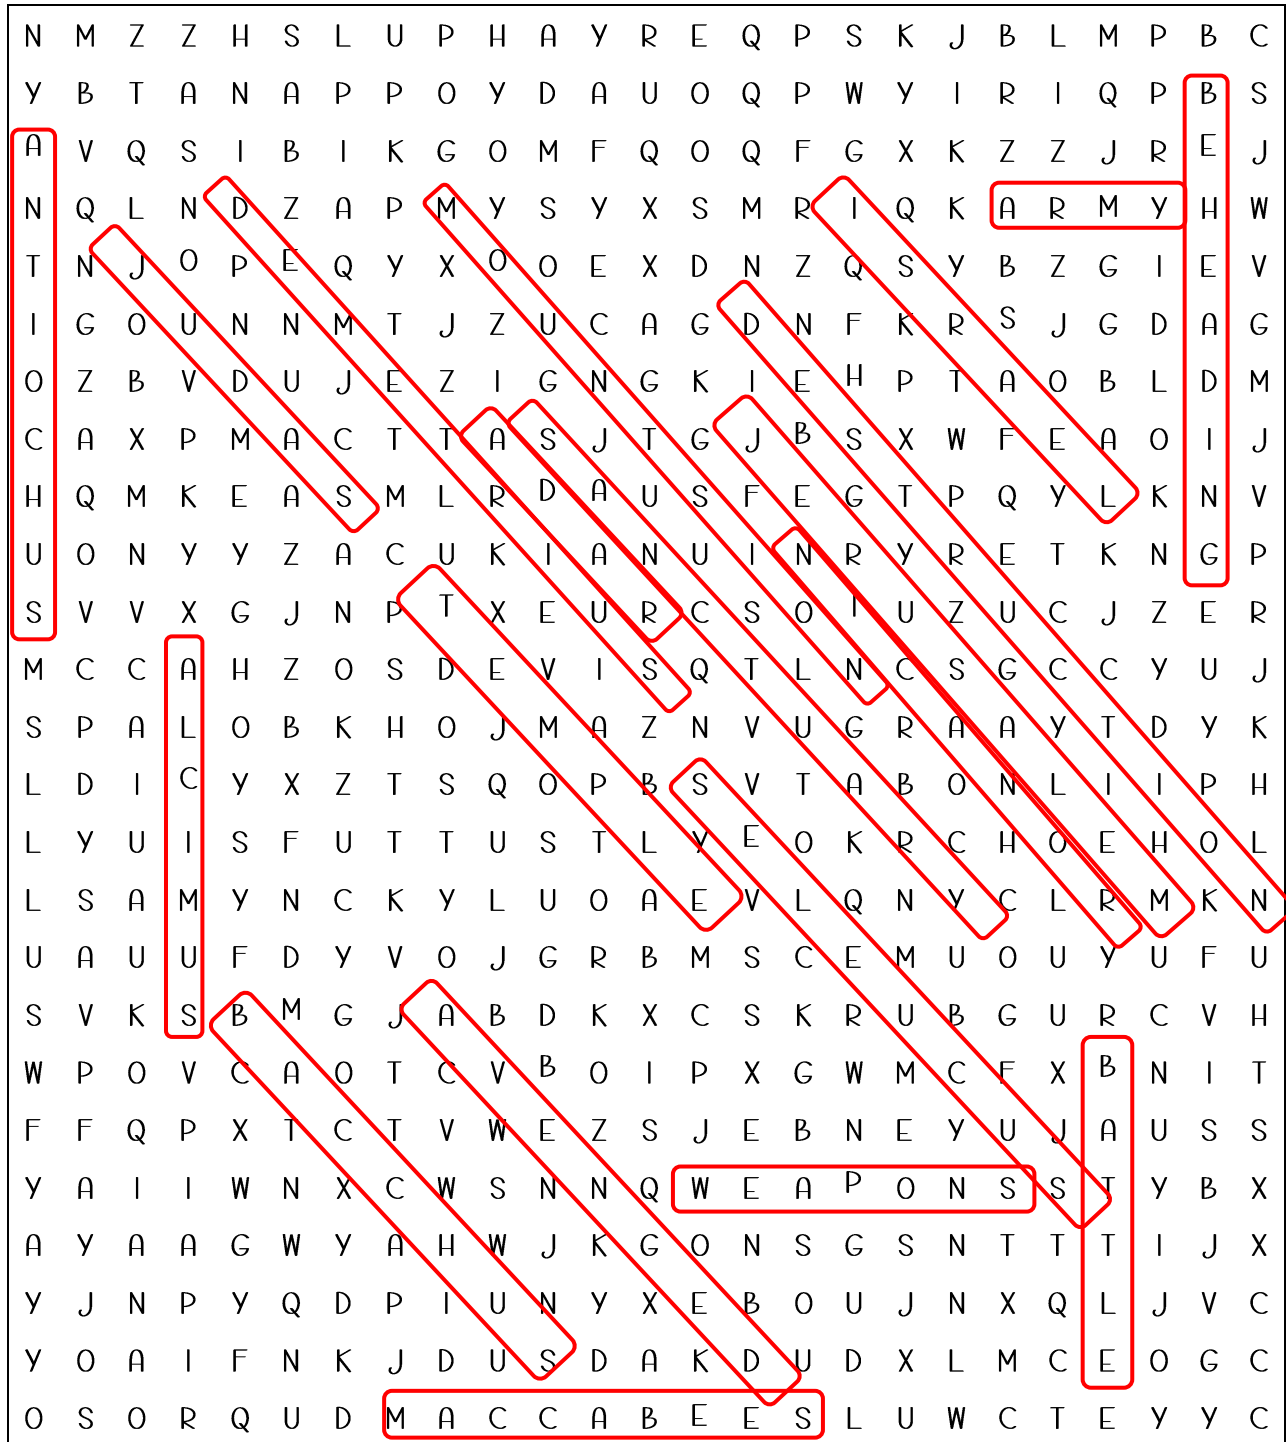 N M Z Z H S L U P H A Y R E Q P S K J B L M P B C
Y B T A N A P P O Y D A U O Q P W Y I R I Q P B S
A V Q S I B I K G O M F Q O Q F G X K Z Z J R E J
N Q L N D Z A P M Y S Y X S M R I Q K A R M Y H W
T N J O P E Q Y X O O E X D N Z Q S Y B Z G I E V
I G O U N N M T J Z U C A G D N F K R S J G D A G
O Z B V D U J E Z I G N G K I E H P T A O B L D M
C A X P M A C T T A S J T G J B S X W F E A O I J
H Q M K E A S M L R D A U S F E G T P Q Y L K N V
U O N Y Y Z A C U K I A N U I N R Y R E T K N G P
S V V X G J N P T X E U R C S O I U Z U C J Z E R
M C C A H Z O S D E V I S Q T L N C S G C C Y U J
S P A L O B K H O J M A Z N V U G R A A Y T D Y K
L D I C Y X Z T S Q O P B S V T A B O N L I I P H
L Y U I S F U T T U S T L Y E O K R C H O E H O L
L S A M Y N C K Y L U O A E V L Q N Y C L R M K N
U A U U F D Y V O J G R B M S C E M U O U Y U F U
S V K S B M G J A B D K X C S K R U B G U R C V H
W P O V C A O T C V B O I P X G W M C F X B N I T
F F Q P X T C T V W E Z S J E B N E Y U J A U S S
Y A I I W N X C W S N N Q W E A P O N S S T Y B X
A Y A A G W Y A H W J K G O N S G S N T T T I J X
Y J N P Y Q D P I U N Y X E B O U J N X Q L J V C
Y O A I F N K J D U S D A K D U D X L M C E O G C
O S O R Q U D M A C C A B E E S L U W C T E Y Y C